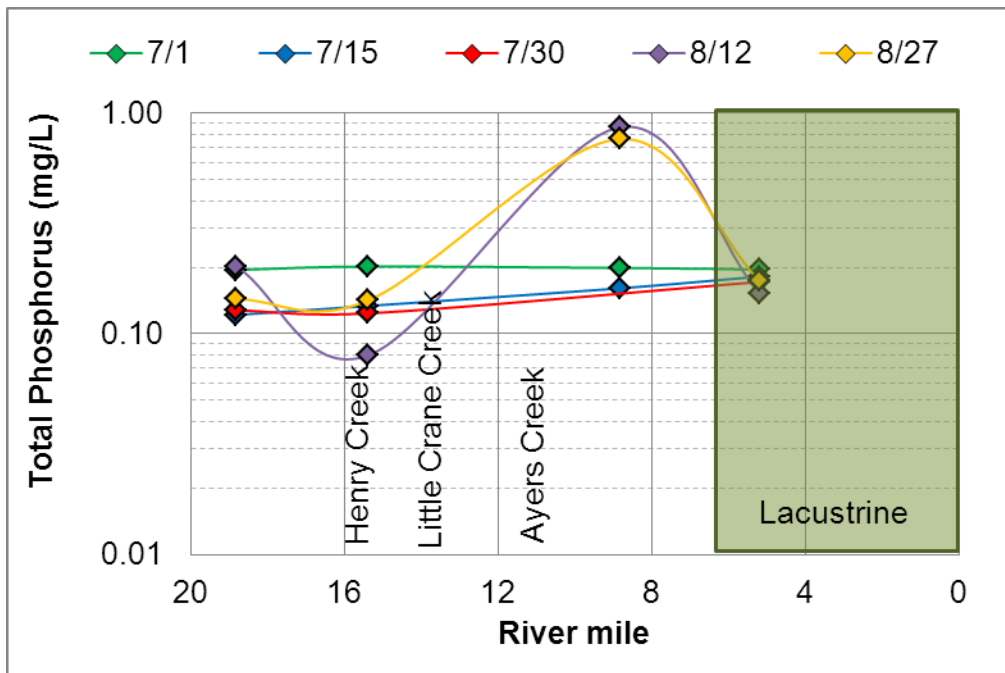 7/1 7/15 7/30 8/12 8/27
Total Phosphorus (mg/L)
1.00
0.10
0.01
Henry Creek
Little Crane Creek
Ayers Creek
Lacustrine
20 16 12 8 4 0
River mile